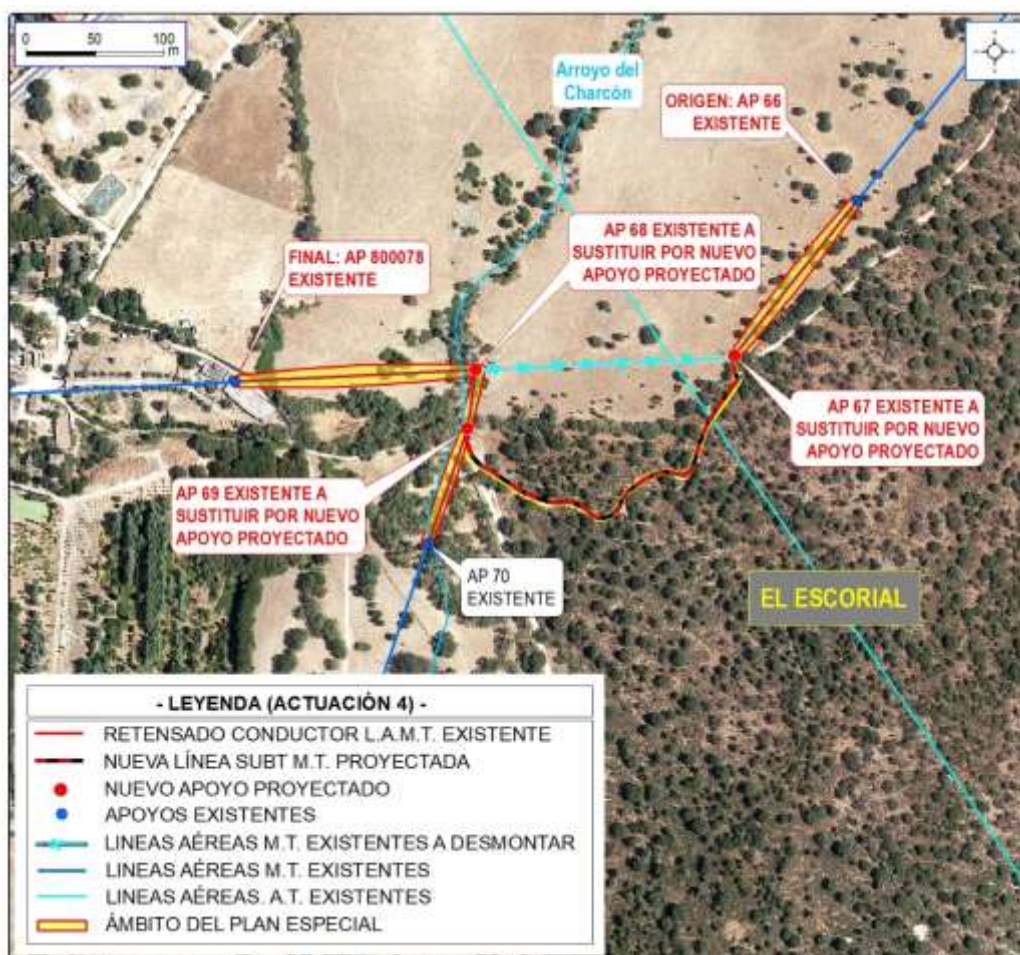 0 50 100
m
Arroyo del
Charcón
ORIGEN: AP 66
EXISTENTE
AP 68 EXISTENTE A
SUSTITUIR POR NUEVO
APOYO PROYECTADO
FINAL: AP 800078
EXISTENTE
AP 67 EXISTENTE A
SUSTITUIR POR NUEVO
APOYO PROYECTADO
AP 69 EXISTENTE A
SUSTITUIR POR NUEVO
APOYO PROYECTADO
AP 70
EXISTENTE
EL ESCORIAL
- LEYENDA (ACTUACIÓN 4) -
RETENSADO CONDUCTOR L.A.M.T. EXISTENTE
NUEVA LÍNEA SUBT M.T. PROYECTADA
NUEVO APOYO PROYECTADO
APOYOS EXISTENTES
LINEAS AÉREAS M.T. EXISTENTES A DESMONTAR
LINEAS AÉREAS M.T. EXISTENTES
LINEAS AÉREAS. A.T. EXISTENTES
ÁMBITO DEL PLAN ESPECIAL